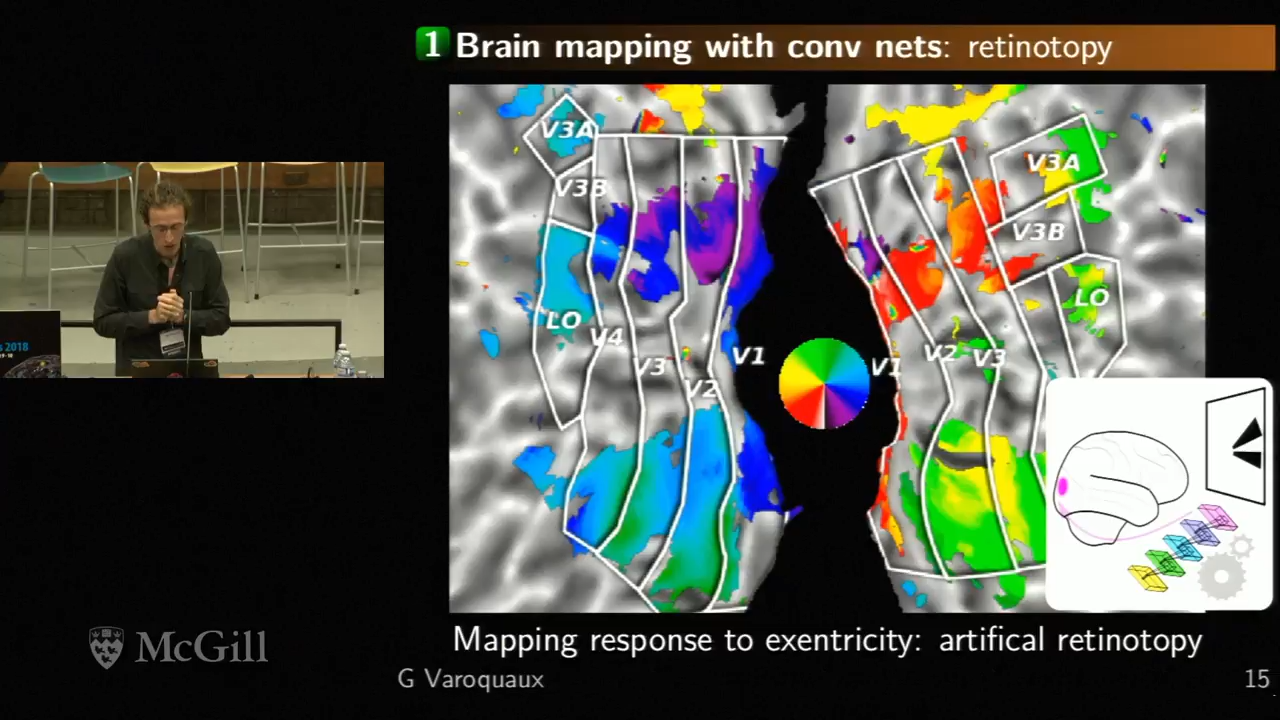 1 Brain mapping with conv nets: retinotopy
V3A
V3B
LO
V4
V3
V2
V1
V1
V2
V3
V3A
V3B
LO
s 2018
McGill
Mapping response to exentricity: artifical retinotopy
G Varoquaux
15